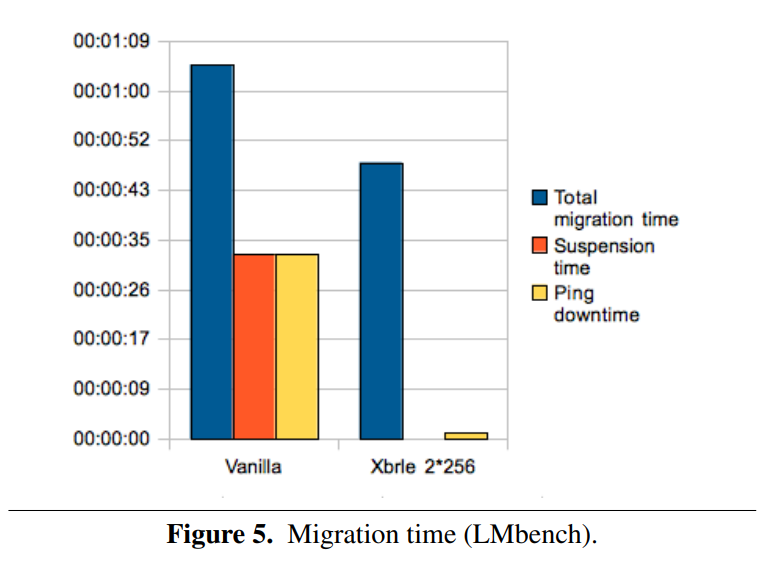 00:01:09
00:01:00
00:00:52
00:00:43
00:00:35
00:00:26
00:00:17
00:00:09
00:00:00
Vanilla
Xbrle 2*256
Total
migration time
Suspension
time
Ping
downtime
Figure 5. Migration time (LMbench).